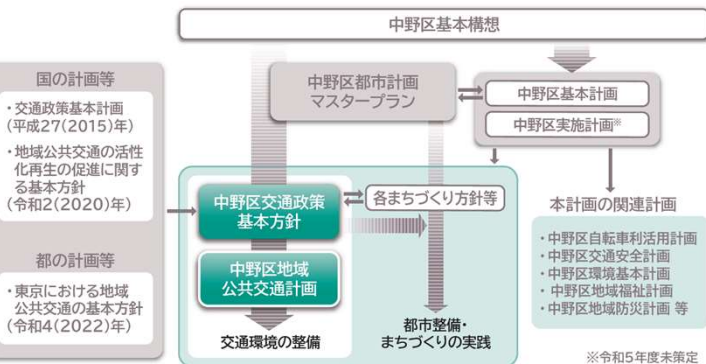 中野区基本構想
国の計画等
・交通政策基本計画
(平成27(2015)年)
・地域公共交通の活性
化再生の促進に関す
る基本方針
(令和2(2020)年)
都の計画等
・東京における地域
公共交通の基本方針
(令和4(2022)年)
中野区都市計画
マスタープラン
中野区基本計画
中野区実施計画※
中野区交通政策
基本方針
各まちづくり方針等
中野区地域
公共交通計画
交通環境の整備
都市整備・
まちづくりの実践
本計画の関連計画
・中野区自転車利活用計画
・中野区交通安全計画
・中野区環境基本計画
・中野区地域福祉計画
・中野区地域防災計画 等
※令和5年度未策定